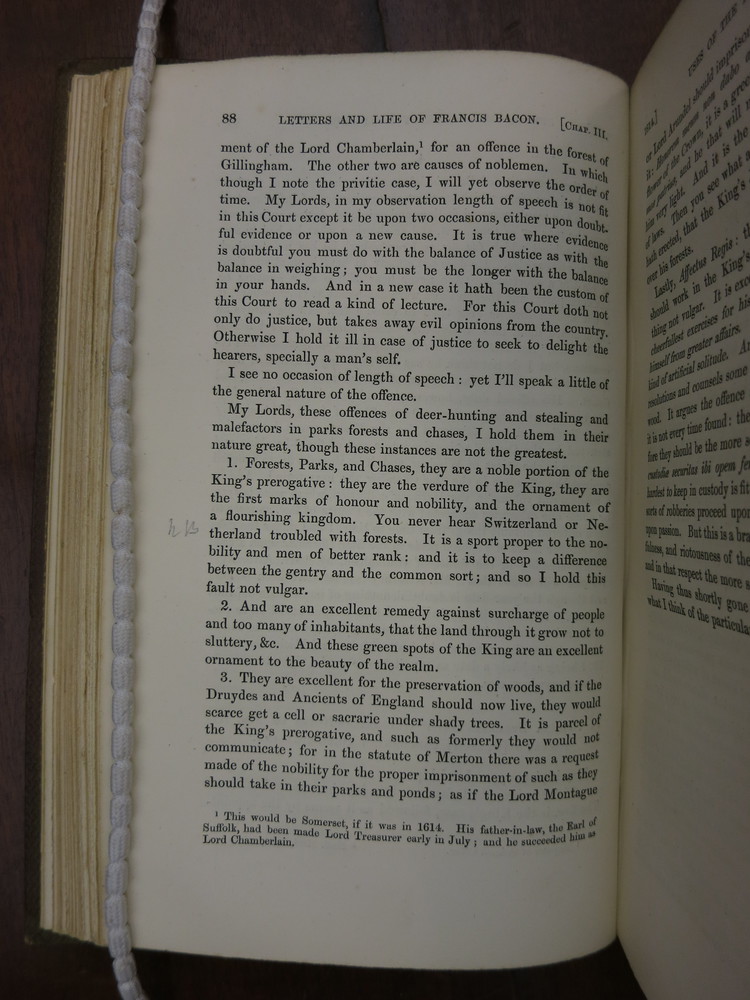 88 LETTERS AND LIFE OF FRANCIS BACON. [CHAP. III.
ment of the Lord Chamberlain,¹ for an offence in the forest of
Gillingham. The other two are causes of noblemen. In which
though I note the privitie case, I will yet observe the order of
time. My Lords, in my observation length of speech is not fit
in this Court except it be upon two occasions, either upon doubt-
ful evidence or upon a new cause. It is true where evidence
is doubtful you must do with the balance of Justice as with the
balance in weighing; you must be the longer with the balance
in your hands. And in a new case it hath been the custom of
this Court to read a kind of lecture. For this Court doth not
only do justice, but takes away evil opinions from the country.
Otherwise I hold it ill in case of justice to seek to delight the
hearers, specially a man's self.
I see no occasion of length of speech: yet I'll speak a little of
the general nature of the offence.
My Lords, these offences of deer-hunting and stealing and
malefactors in parks forests and chases, I hold them in their
nature great, though these instances are not the greatest.
1. Forests, Parks, and Chases, they are a noble portion of the
King's prerogative: they are the verdure of the King, they are
the first marks of honour and nobility, and the ornament of
a flourishing kingdom. You never hear Switzerland or Ne-
therland troubled with forests. It is a sport proper to the no-
bility and men of better rank: and it is to keep a difference
between the gentry and the common sort; and so I hold this
fault not vulgar.
2. And are an excellent remedy against surcharge of people
and too many of inhabitants, that the land through it grow not to
sluttery, &c. And these green spots of the King are an excellent
ornament to the beauty of the realm.
3. They are excellent for the preservation of woods, and if the
Druydes and Ancients of England should now live, they would
scarce get a cell or sacrarie under shady trees. It is parcel of
the King's prerogative, and such as formerly they would not
communicate; for in the statute of Merton there was a request
made of the nobility for the proper imprisonment of such as they
should take in their parks and ponds; as if the Lord Montague
¹ This would be Somerset, if it was in 1614. His father-in-law, the Earl of
Suffolk, had been made Lord Treasurer early in July; and he succeeded him as
Lord Chamberlain.
USES OF THE
1614.]
or Lord Arundel should imprison
it:
flower of the Crown, it is a
and he that will
him very light. And it is the
of laws. Then you see what
hath erected, that the King's
over his forests.
Lastly, Affectus Regis:
should work in the King's
thing not vulgar. It is
cheerfullest exercises for his
himself from greater affairs.
kind of artificial solitude.
resolutions and counsels some
wood. It argues the offence
it is not every time found: the
fore they should be the more
custodiæ securitas ibi opem
hardest to keep in custody is fit
sorts of robberies proceed upon
upon passion. But this is a
fulness, and riotousness of the
and in that respect the more
Having thus shortly gone
what I think of the